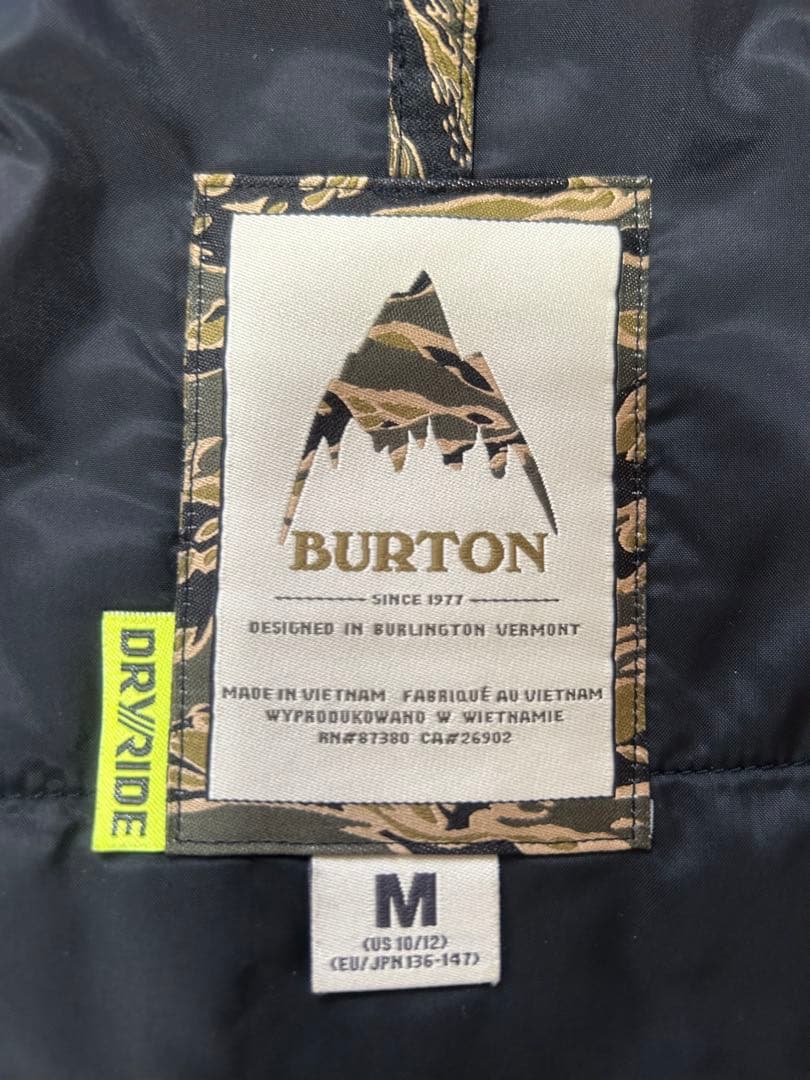 BURTON
SINCE 1977
DESIGNED IN BURLINGTON VERMONT
MADE IN VIETNAM FABRIQUÉ AU VIETNAM
WYPRODUKOWANO W WIETNAMIE
RN#87380 CA#26902
DRY//RIDE
M
(US 10/12)
(EU/JPN 136-147)